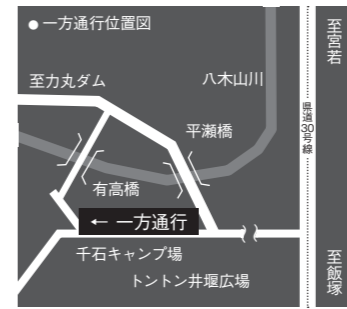 ●一方通行位置図
至宮若
至力丸ダム
八木山川
県道30号線
平瀬橋
有高橋
← 一方通行
千石キャンプ場
トントン井堰広場
至飯塚